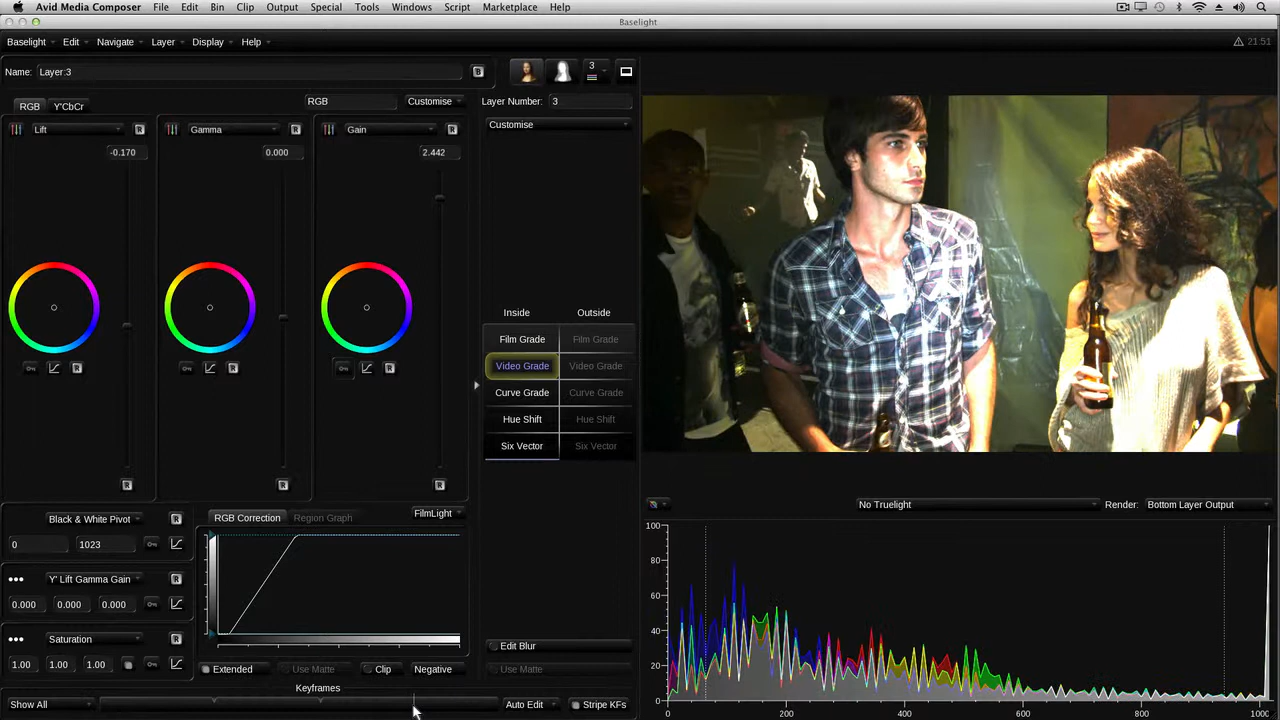 Avid Media Composer File Edit Bin Clip Output Special Tools Windows Script Marketplace Help
Baselight
Baselight Edit Navigate Layer Display Help 21:51
Name: Layer:3 B 3
RGB Y'CbCr RGB Customise Layer Number: 3
Customise
Lift R Gamma R Gain R
-0.170 0.000 2.442
Inside Outside
Film Grade Film Grade
Video Grade Video Grade
R R R
Curve Grade Curve Grade
Hue Shift Hue Shift
Six Vector Six Vector
R R R
Black & White Pivot R RGB Correction Region Graph FilmLight
0 1023
Y' Lift Gamma Gain R
0.000 0.000 0.000
Saturation R
1.00 1.00 1.00
Extended Use Matte Clip Negative
Edit Blur
Use Matte
Keyframes
Show All Auto Edit Stripe KFs
No Truelight Render: Bottom Layer Output
100
80
60
40
20
0
0 200 400 600 800 1000